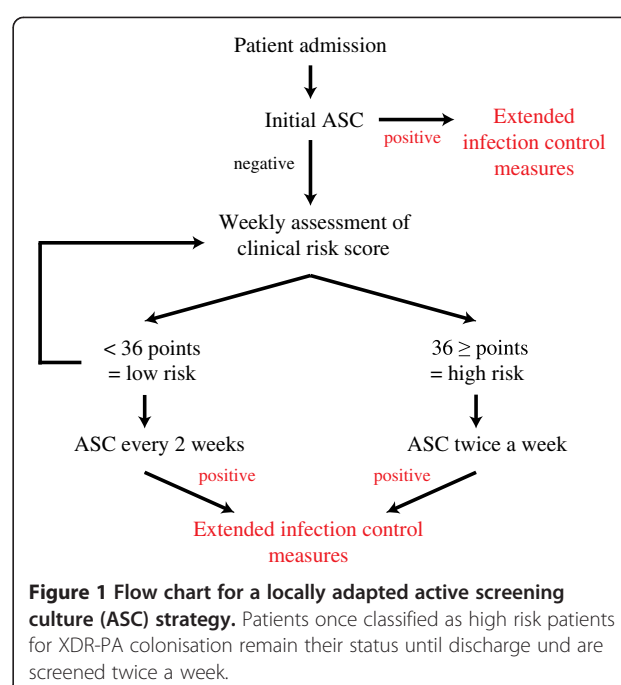 Patient admission
Initial ASC
positive
Extended
infection control
measures
negative
Weekly assessment of
clinical risk score
< 36 points
= low risk
36 ≥ points
= high risk
ASC every 2 weeks
ASC twice a week
positive
positive
Extended infection control
measures
Figure 1 Flow chart for a locally adapted active screening
culture (ASC) strategy. Patients once classified as high risk patients
for XDR-PA colonisation remain their status until discharge und are
screened twice a week.